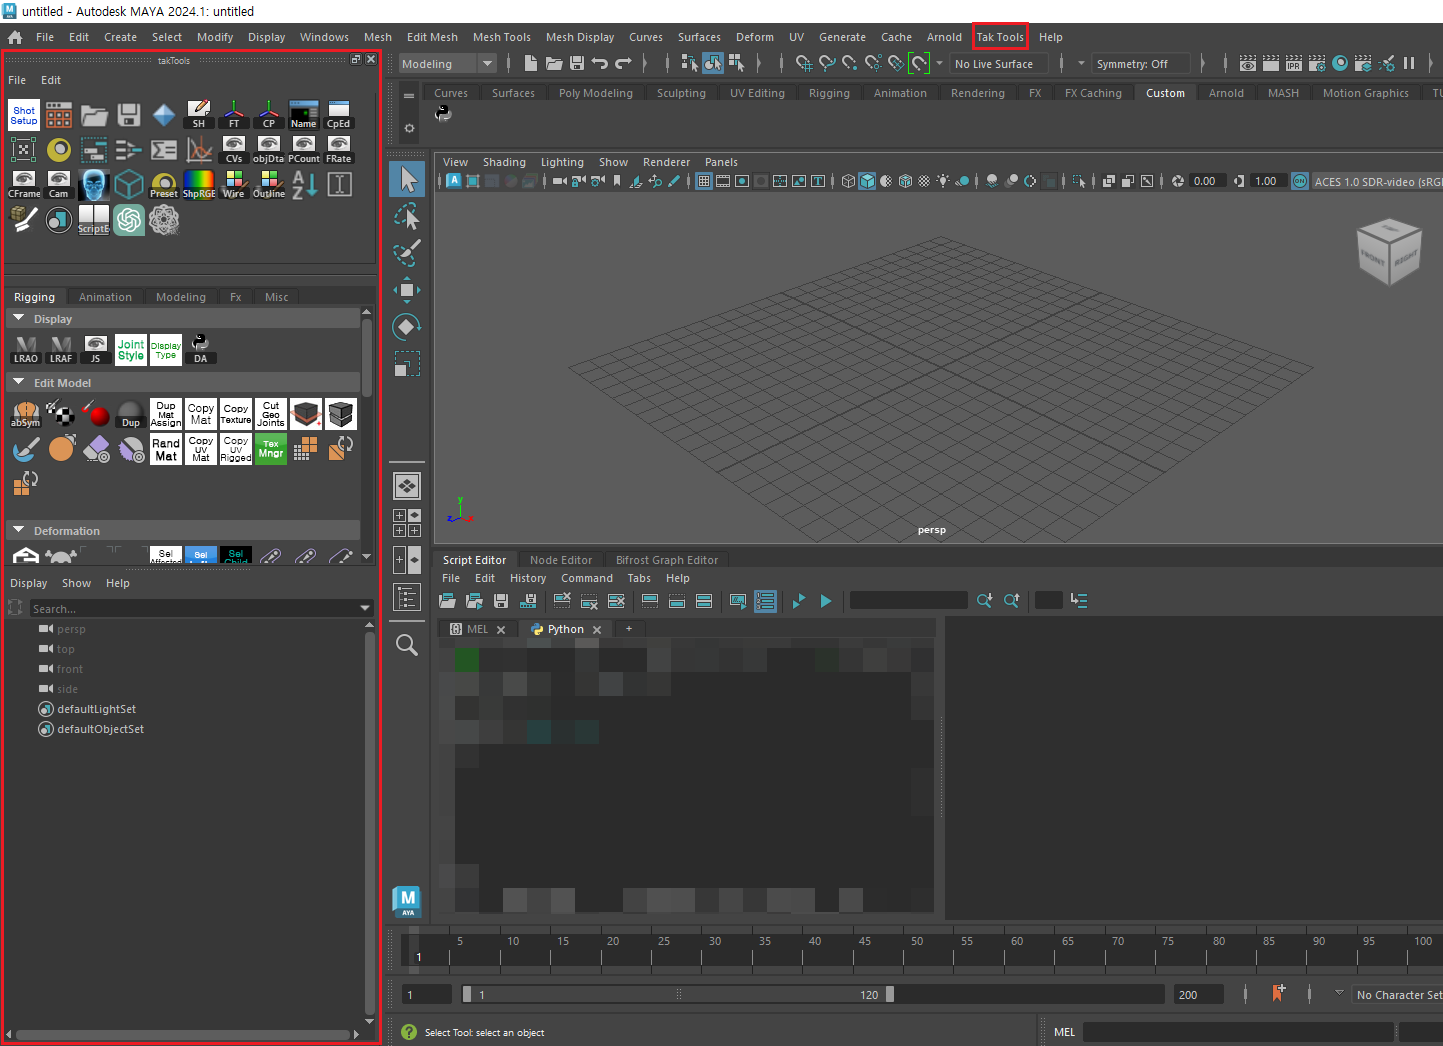 untitled - Autodesk MAYA 2024.1: untitled
File Edit Create Select Modify Display Windows Mesh Edit Mesh Mesh Tools Mesh Display Curves Surfaces Deform UV Generate Cache Arnold Tak Tools Help
takTools
File Edit
Shot Setup
SH FT CP Name CpEd
CVs objDta PCount FRate
CFrame Cam Preset ShpRGE Wire Outline A Z
ScriptE
Rigging Animation Modeling Fx Misc
Display
LRAO LRAF JS Joint Style Display Type DA
Edit Model
abSym Dup Dup Mat Assign Copy Mat Copy Texture Cut Geo Joints
Rand Mat Copy UV Mat Copy UV Rigged Tex Mngr
Deformation
Sel Sel Sel
Display Show Help
Search...
persp
top
front
side
defaultLightSet
defaultObjectSet
Modeling No Live Surface Symmetry: Off IPR
Curves Surfaces Poly Modeling Sculpting UV Editing Rigging Animation Rendering FX FX Caching Custom Arnold MASH Motion Graphics TU
View Shading Lighting Show Renderer Panels
A T 0.00 1.00 ON ACES 1.0 SDR-video (sRG
FRONT RIGHT
y
z x
persp
Script Editor Node Editor Bifrost Graph Editor
File Edit History Command Tabs Help
MEL Python +
M
AYA
5 10 15 20 25 30 35 40 45 50 55 60 65 70 75 80 85 90 95 100
1
1 1 120 200 No Character Set
Select Tool: select an object MEL